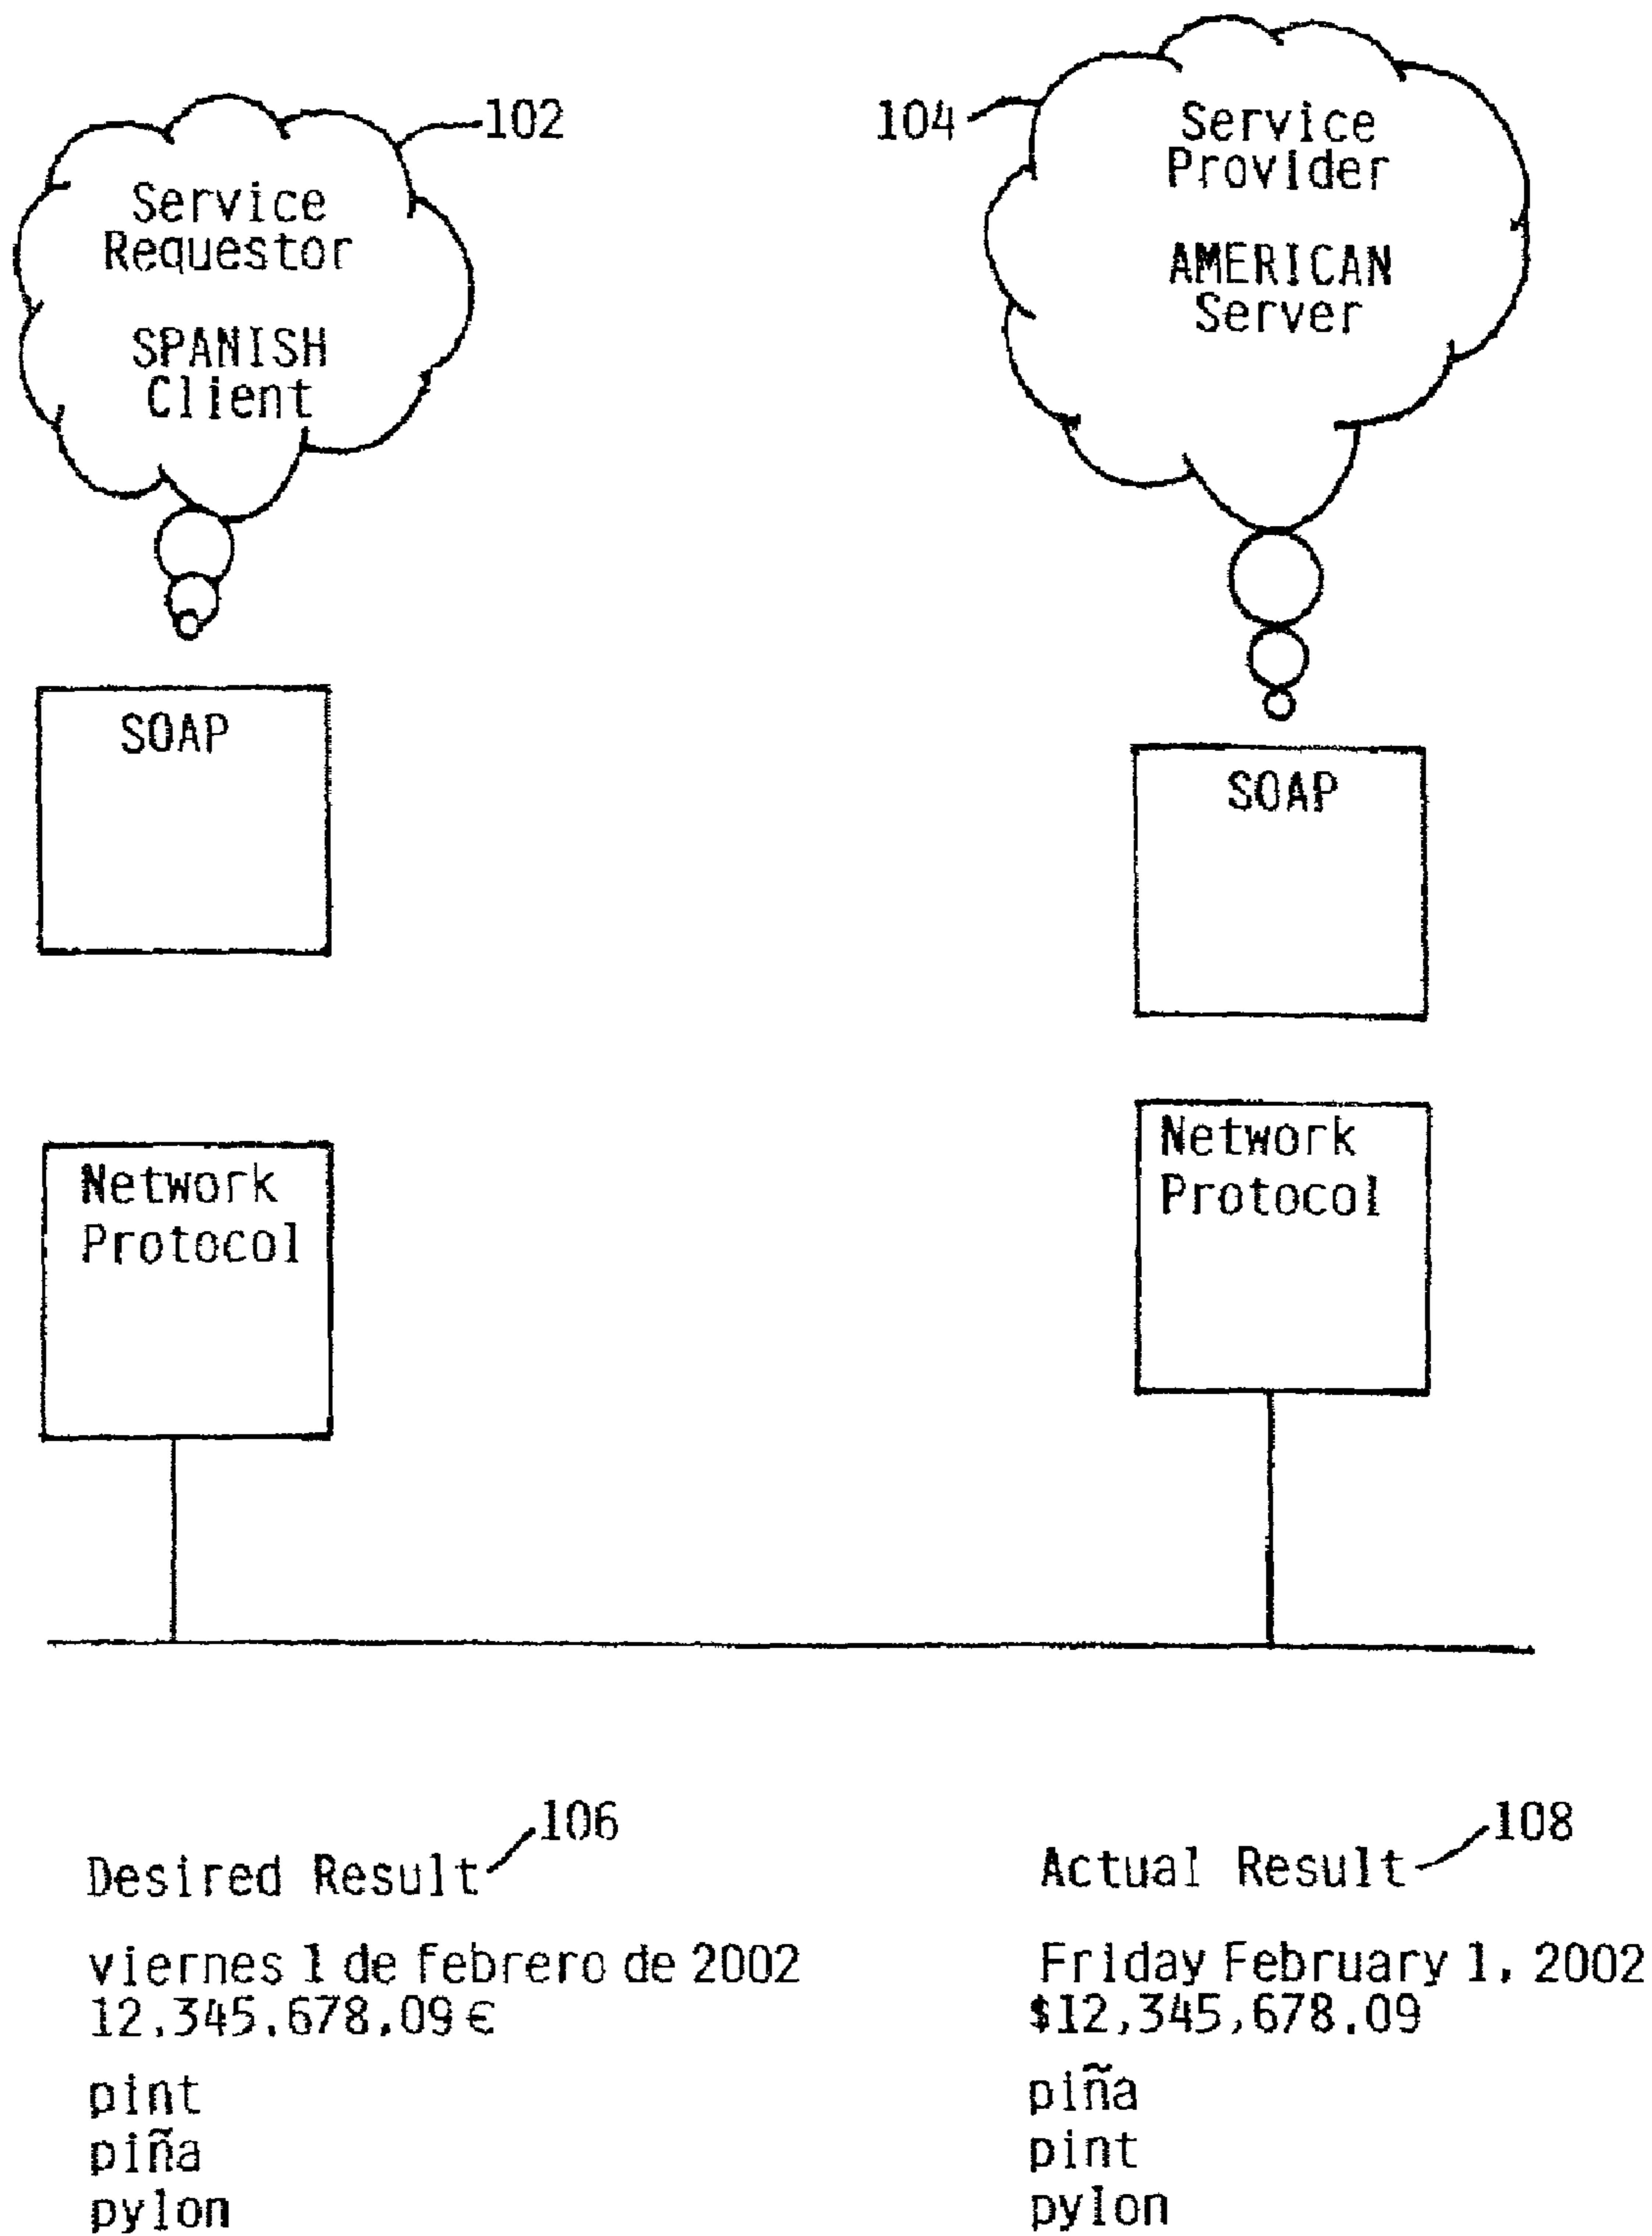 102
Service
Requestor
SPANISH
Client
104
Service
Provider
AMERICAN
Server
SOAP
SOAP
Network
Protocol
Network
Protocol
106
Desired Result
viernes 1 de febrero de 2002
12.345.678,09 €
pint
piña
pylon
108
Actual Result
Friday February 1, 2002
$12,345,678.09
piña
pint
pylon